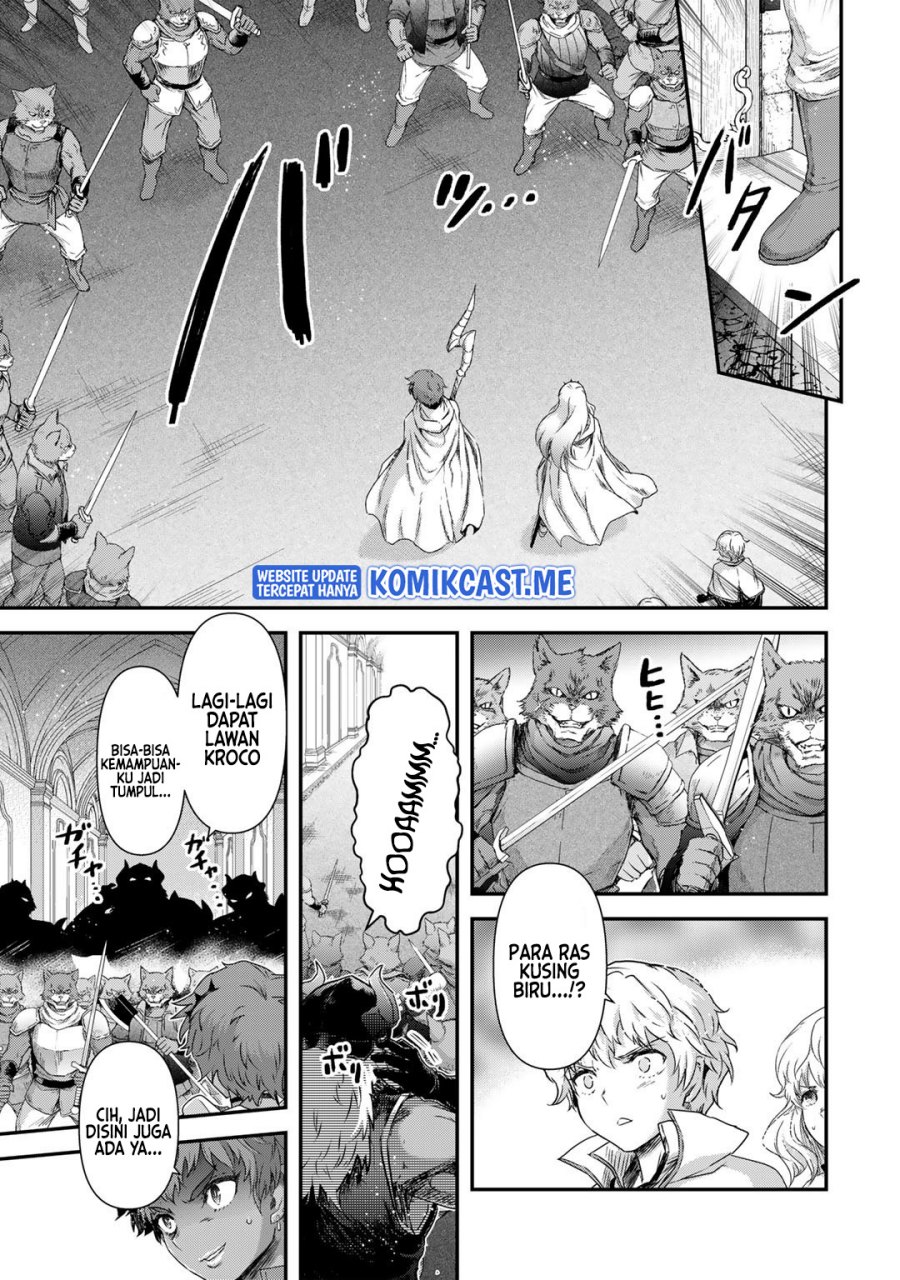 バタン
ズッ…
WEBSITE UPDATE
TERCEPAT HANYA
KOMIKCAST.ME
ヒヒ…
PARA RAS
KUSING
BIRU...!?
HOOAAMMM...
ボリ
ボリ
LAGI-LAGI
DAPAT
LAWAN
KROCO
BISA-BISA
KEMAMPUAN-
KU JADI
TUMPUL...
ガチャ…
ガチャ…
CIH, JADI
DISINI JUGA
ADA YA...